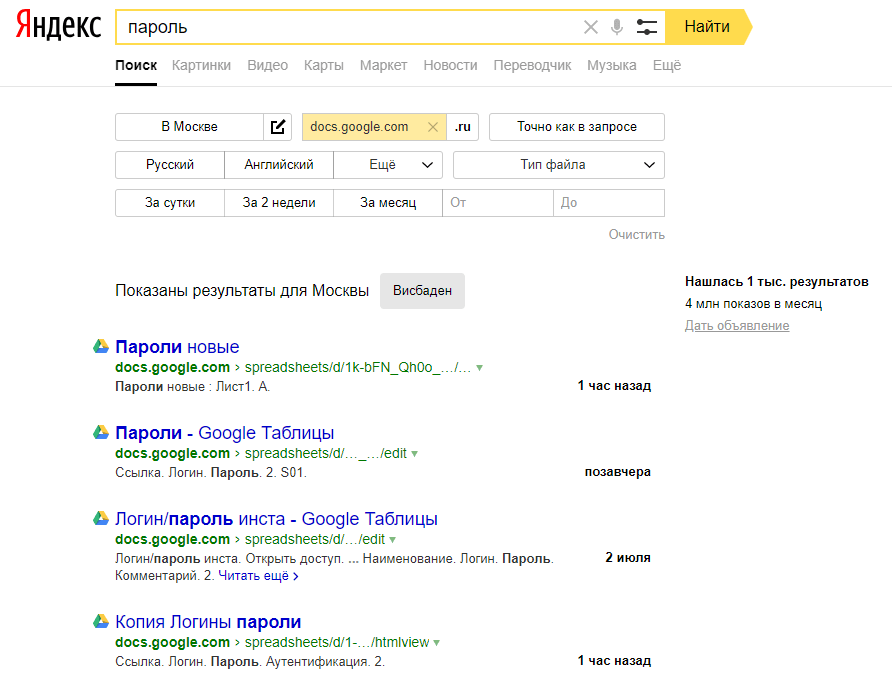 Яндекс пароль Найти
Поиск Картинки Видео Карты Маркет Новости Переводчик Музыка Ещё
В Москве docs.google.com .ru Точно как в запросе
Русский Английский Ещё Тип файла
За сутки За 2 недели За месяц От До
Очистить
Показаны результаты для Москвы Висбаден
Нашлась 1 тыс. результатов
4 млн показов в месяц
Дать объявление
Пароли новые
docs.google.com › spreadsheets/d/1k-bFN_Qh0o_…/…
Пароли новые : Лист1. A.
1 час назад
Пароли - Google Таблицы
docs.google.com › spreadsheets/d/…_…/edit
Ссылка. Логин. Пароль. 2. S01.
позавчера
Логин/пароль инста - Google Таблицы
docs.google.com › spreadsheets/d/…/edit
Логин/пароль инста. Открыть доступ. ... Наименование. Логин. Пароль.
Комментарий. 2. Читать ещё ›
2 июля
Копия Логины пароли
docs.google.com › spreadsheets/d/1-…/htmlview
Ссылка. Логин. Пароль. Аутентификация. 2.
1 час назад